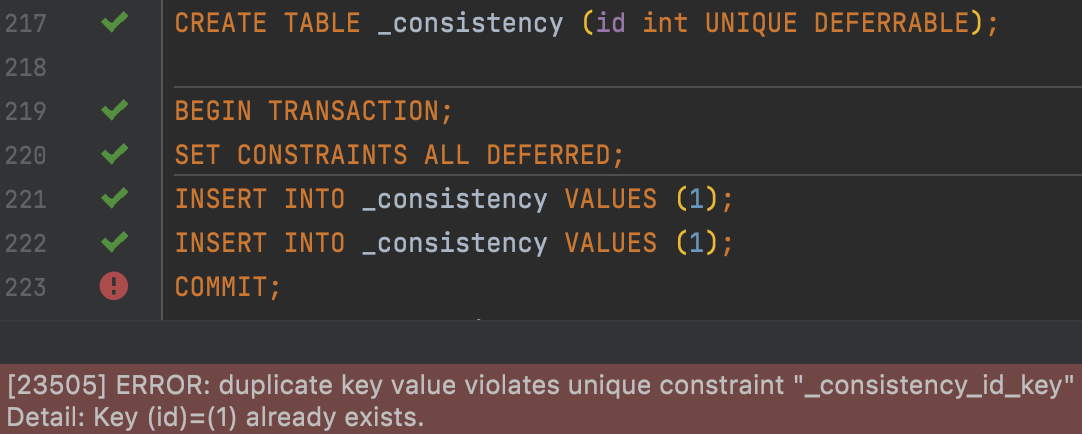 217 CREATE TABLE _consistency (id int UNIQUE DEFERRABLE);
218
219 BEGIN TRANSACTION;
220 SET CONSTRAINTS ALL DEFERRED;
221 INSERT INTO _consistency VALUES (1);
222 INSERT INTO _consistency VALUES (1);
223 COMMIT;
[23505] ERROR: duplicate key value violates unique constraint "_consistency_id_key"
Detail: Key (id)=(1) already exists.